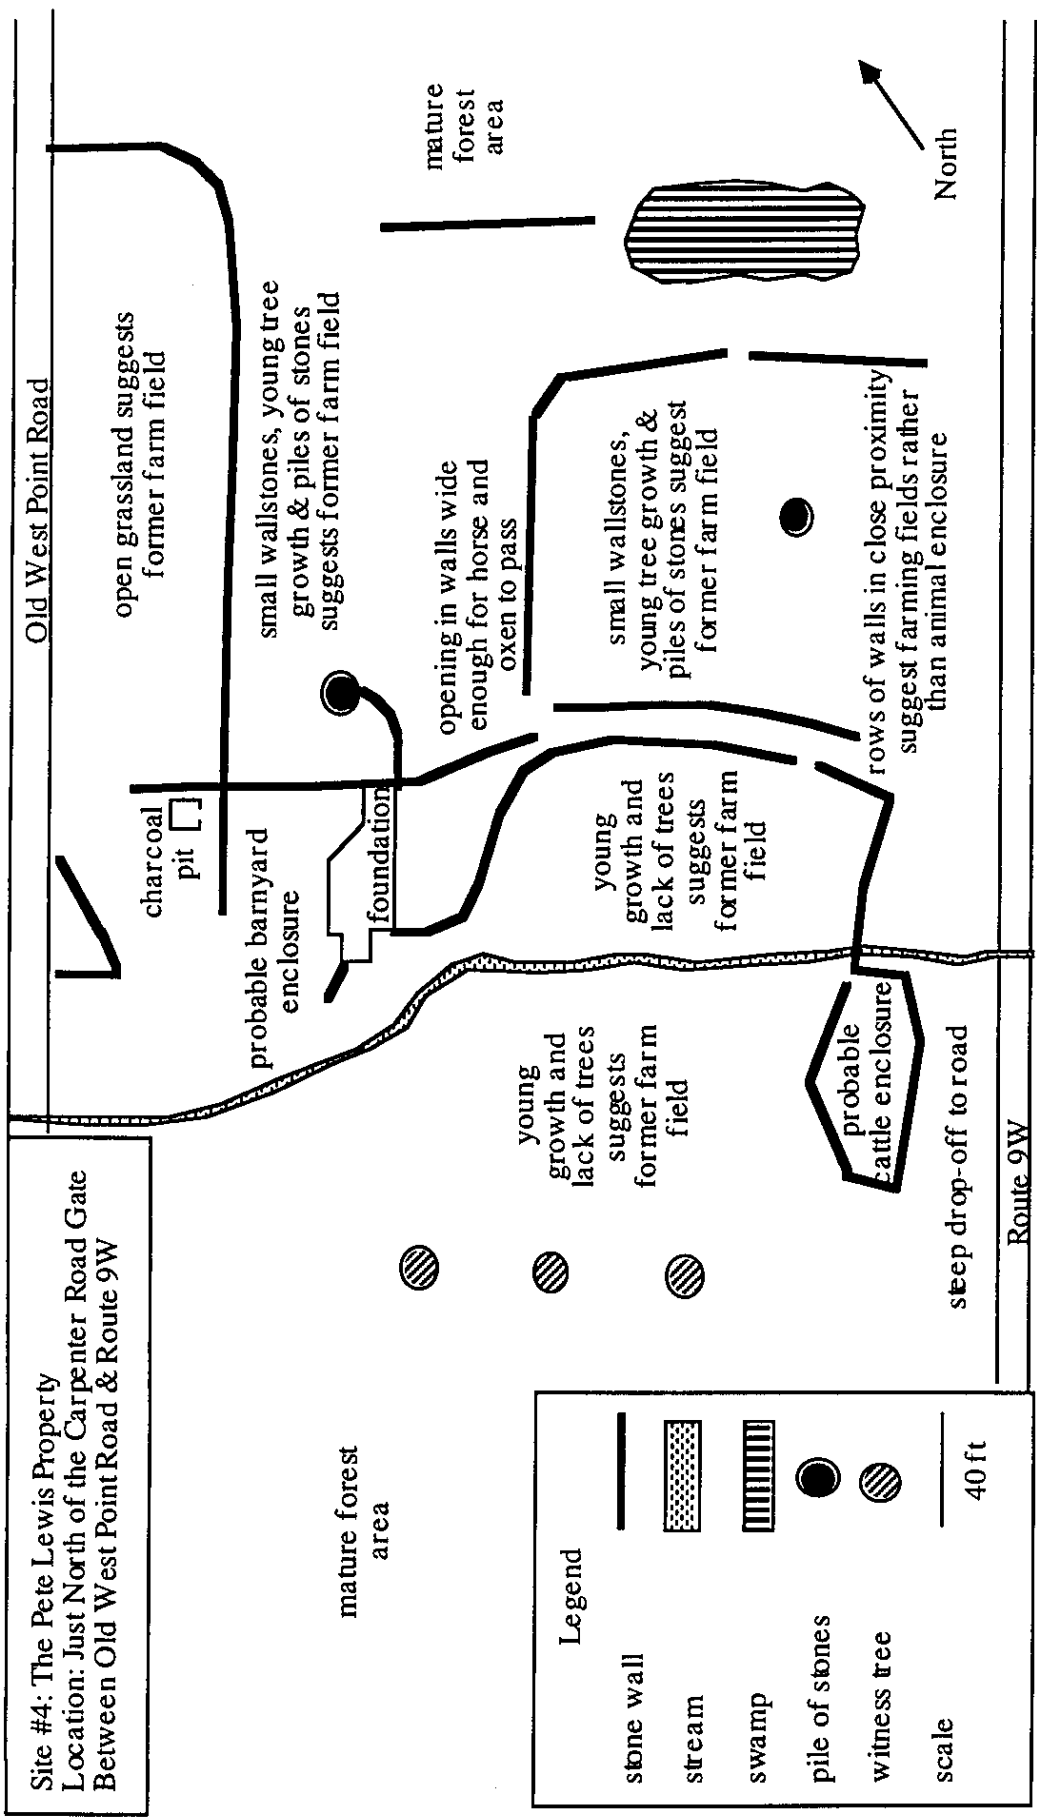 Site #4: The Pete Lewis Property
Location: Just North of the Carpenter Road Gate
Between Old West Point Road & Route 9W
Old West Point Road
open grassland suggests
former farm field
charcoal
pit
small wallstones, young tree
growth & piles of stones
suggests former farm field
probable barnyard
enclosure
foundation
mature
forest
area
opening in walls wide
enough for horse and
oxen to pass
mature forest
area
young
growth and
lack of trees
suggests
former farm
field
young
growth and
lack of trees
suggests
former farm
field
small wallstones,
young tree growth &
piles of stones suggest
former farm field
probable
cattle enclosure
rows of walls in close proximity
suggest farming fields rather
than animal enclosure
North
steep drop-off to road
Route 9W
Legend
stone wall
stream
swamp
pile of stones
witness tree
scale
40 ft